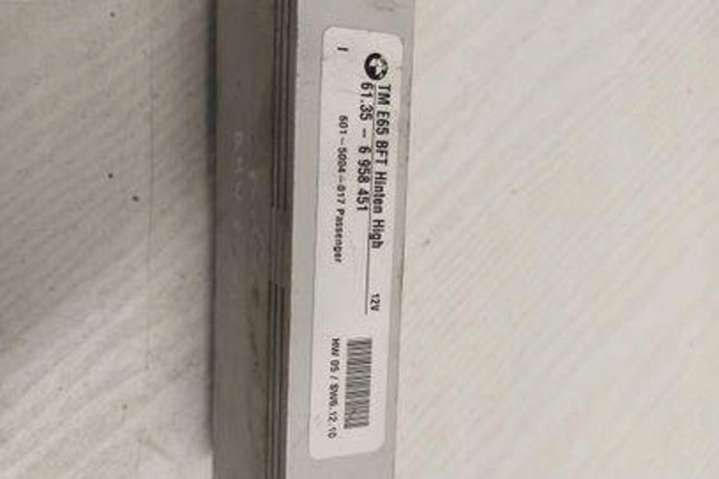 TM E65 BFT Hinten High
12V
61.35 - 6 958 451
601-5004-017 Passenger
HW 05 / SW6.12.10
I